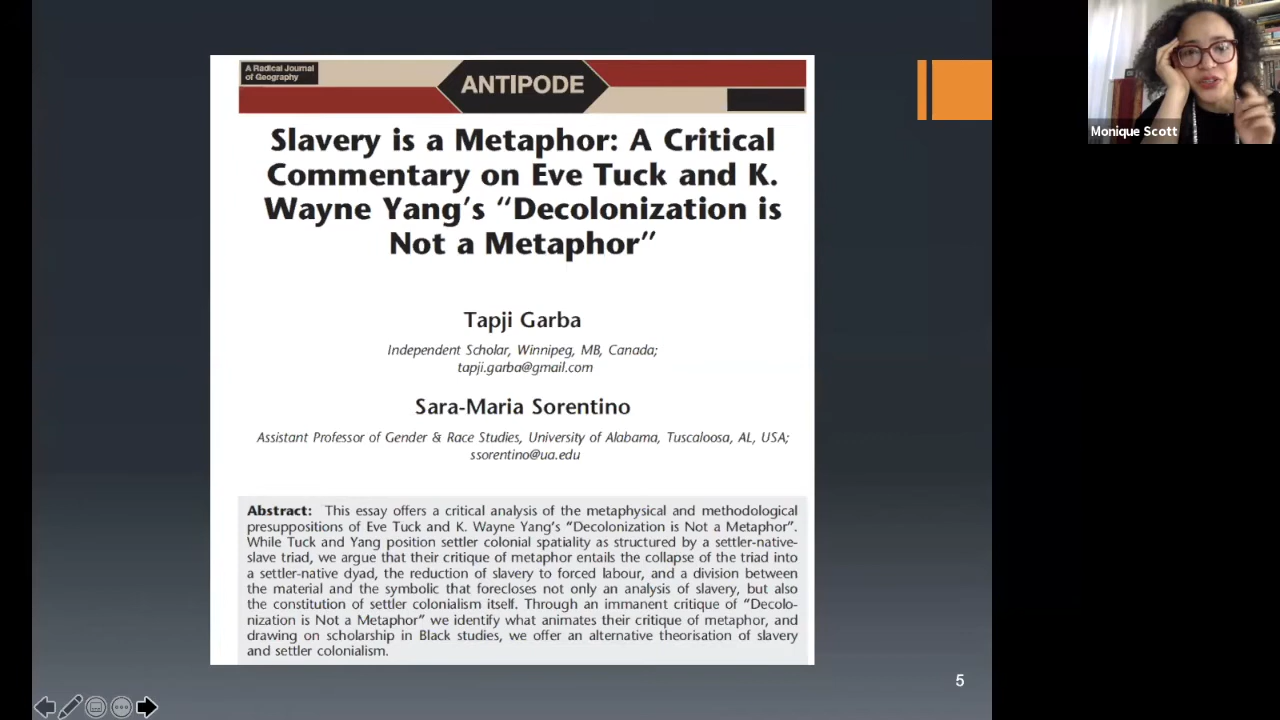 A Radical Journal
of Geography
ANTIPODE
Slavery is a Metaphor: A Critical
Commentary on Eve Tuck and K.
Wayne Yang’s “Decolonization is
Not a Metaphor”
Tapji Garba
Independent Scholar, Winnipeg, MB, Canada;
tapji.garba@gmail.com
Sara-Maria Sorentino
Assistant Professor of Gender & Race Studies, University of Alabama, Tuscaloosa, AL, USA;
ssorentino@ua.edu
Abstract: This essay offers a critical analysis of the metaphysical and methodological
presuppositions of Eve Tuck and K. Wayne Yang’s “Decolonization is Not a Metaphor”.
While Tuck and Yang position settler colonial spatiality as structured by a settler-native-
slave triad, we argue that their critique of metaphor entails the collapse of the triad into
a settler-native dyad, the reduction of slavery to forced labour, and a division between
the material and the symbolic that forecloses not only an analysis of slavery, but also
the constitution of settler colonialism itself. Through an immanent critique of “Decolo-
nization is Not a Metaphor” we identify what animates their critique of metaphor, and
drawing on scholarship in Black studies, we offer an alternative theorisation of slavery
and settler colonialism.
5
Monique Scott